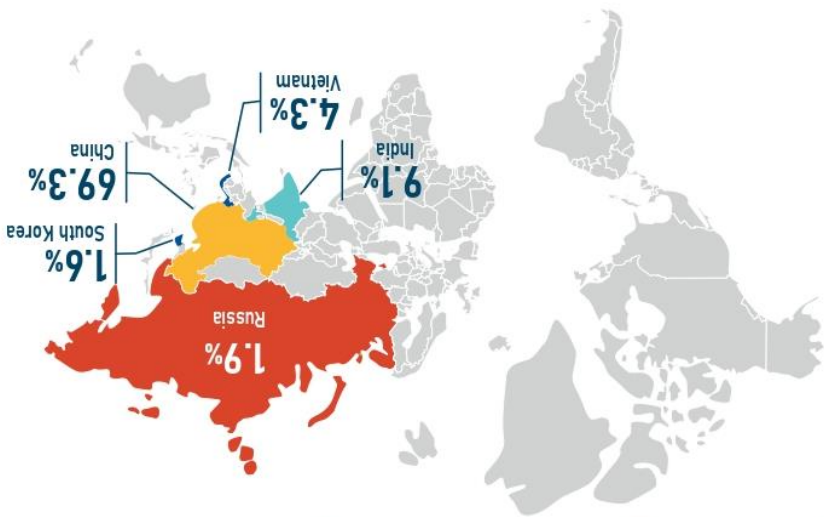 1.9%
Russia
1.6%
South Korea
9.1%
India
69.3%
China
4.3%
Vietnam